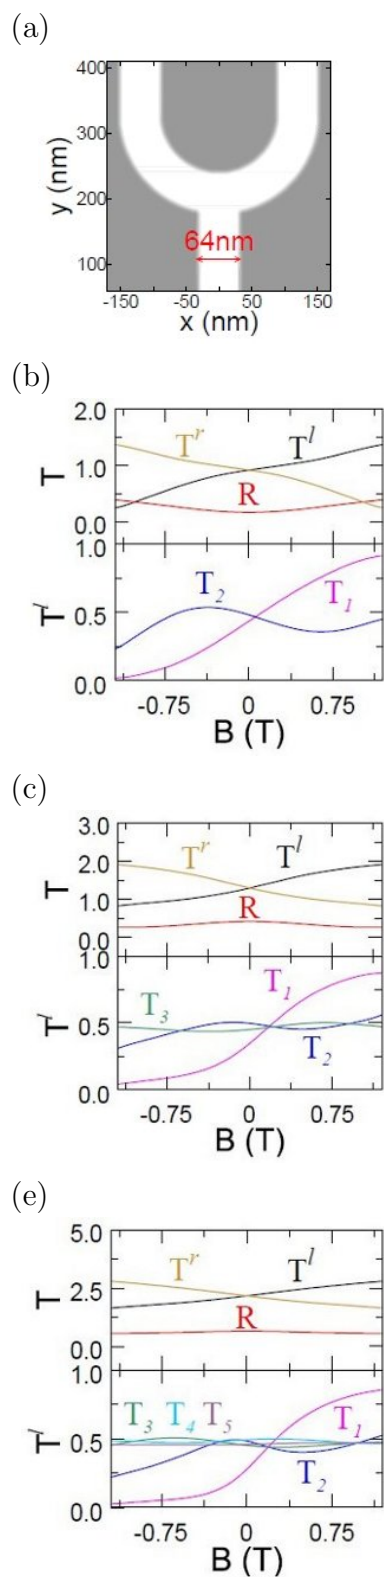 (a)
400
300
200
100
y (nm)
64nm
-150 -50 50 150
x (nm)
(b)
2.0
1.0
0.0
T
T^r
T^l
R
1.0
0.5
0.0
T^l
T_2
T_1
-0.75 0 0.75
B (T)
(c)
3.0
2.0
1.0
0.0
T
T^r
T^l
R
1.0
0.5
0.0
T^l
T_3
T_1
T_2
-0.75 0 0.75
B (T)
(e)
5.0
2.5
0.0
T
T^r
T^l
R
1.0
0.5
0.0
T^l
T_3 T_4 T_5
T_1
T_2
-0.75 0 0.75
B (T)